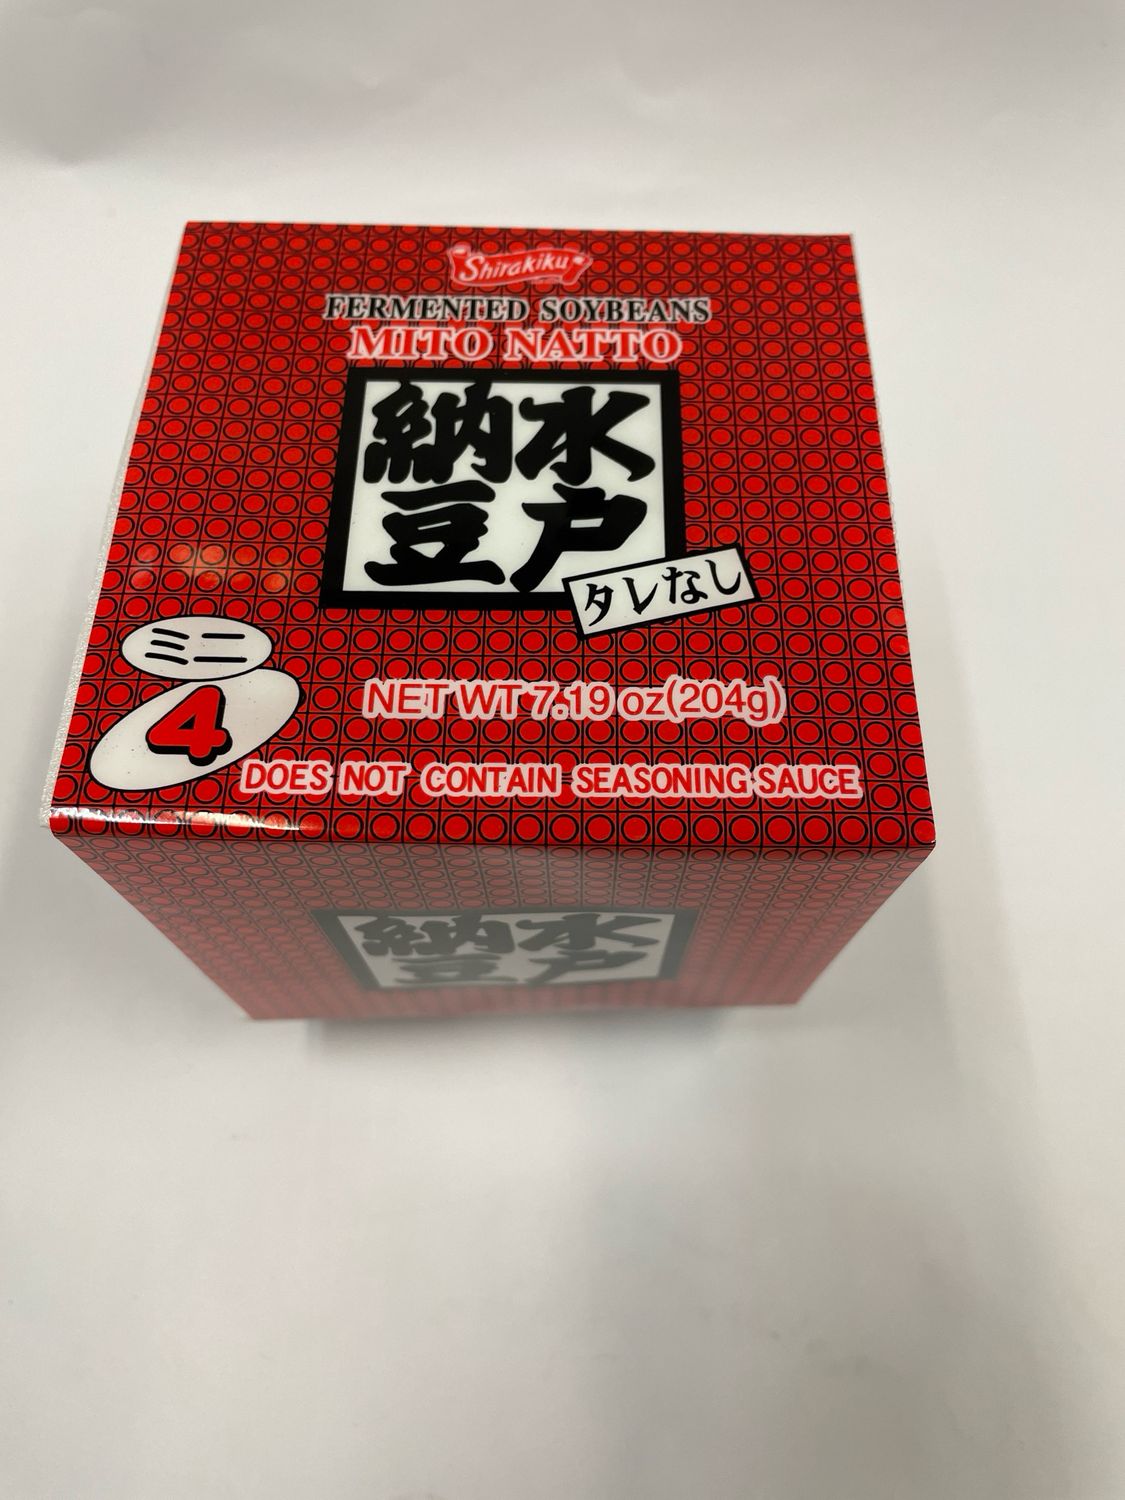 Shirakiku
FERMENTED SOYBEANS
MITO NATTO
水戸
納豆
タレなし
ミニ
4
NET WT 7.19 oz(204g)
DOES NOT CONTAIN SEASONING SAUCE
水戸
納豆